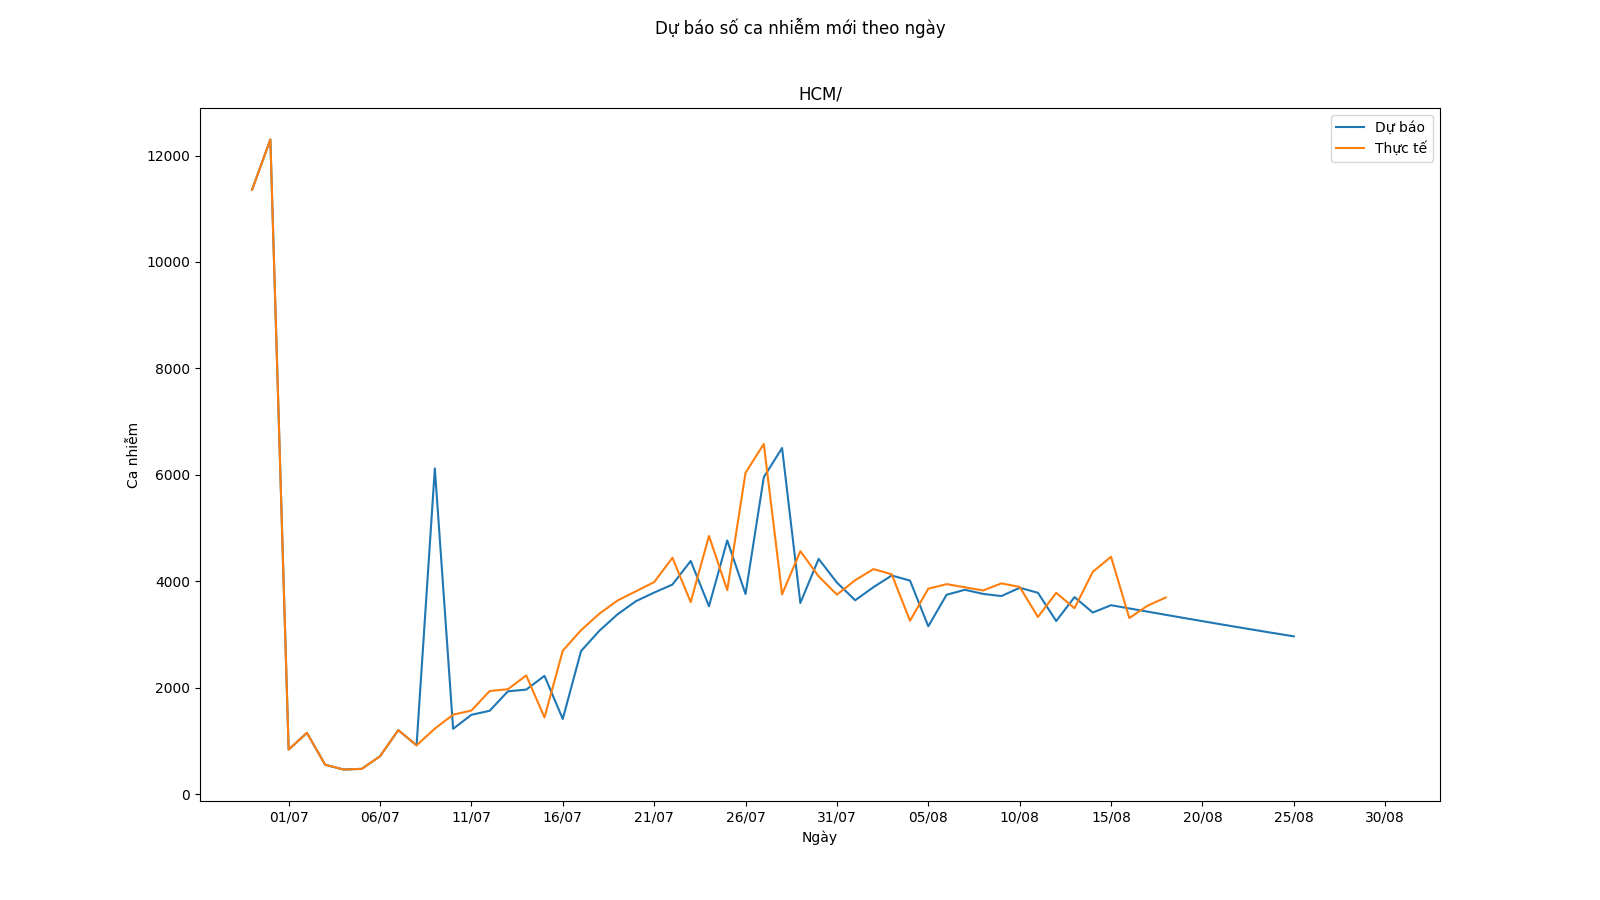 Dự báo số ca nhiễm mới theo ngày
HCM/
Dự báo
Thực tế
12000
10000
8000
6000
4000
2000
0
Ca nhiễm
01/07 06/07 11/07 16/07 21/07 26/07 31/07 05/08 10/08 15/08 20/08 25/08 30/08
Ngày